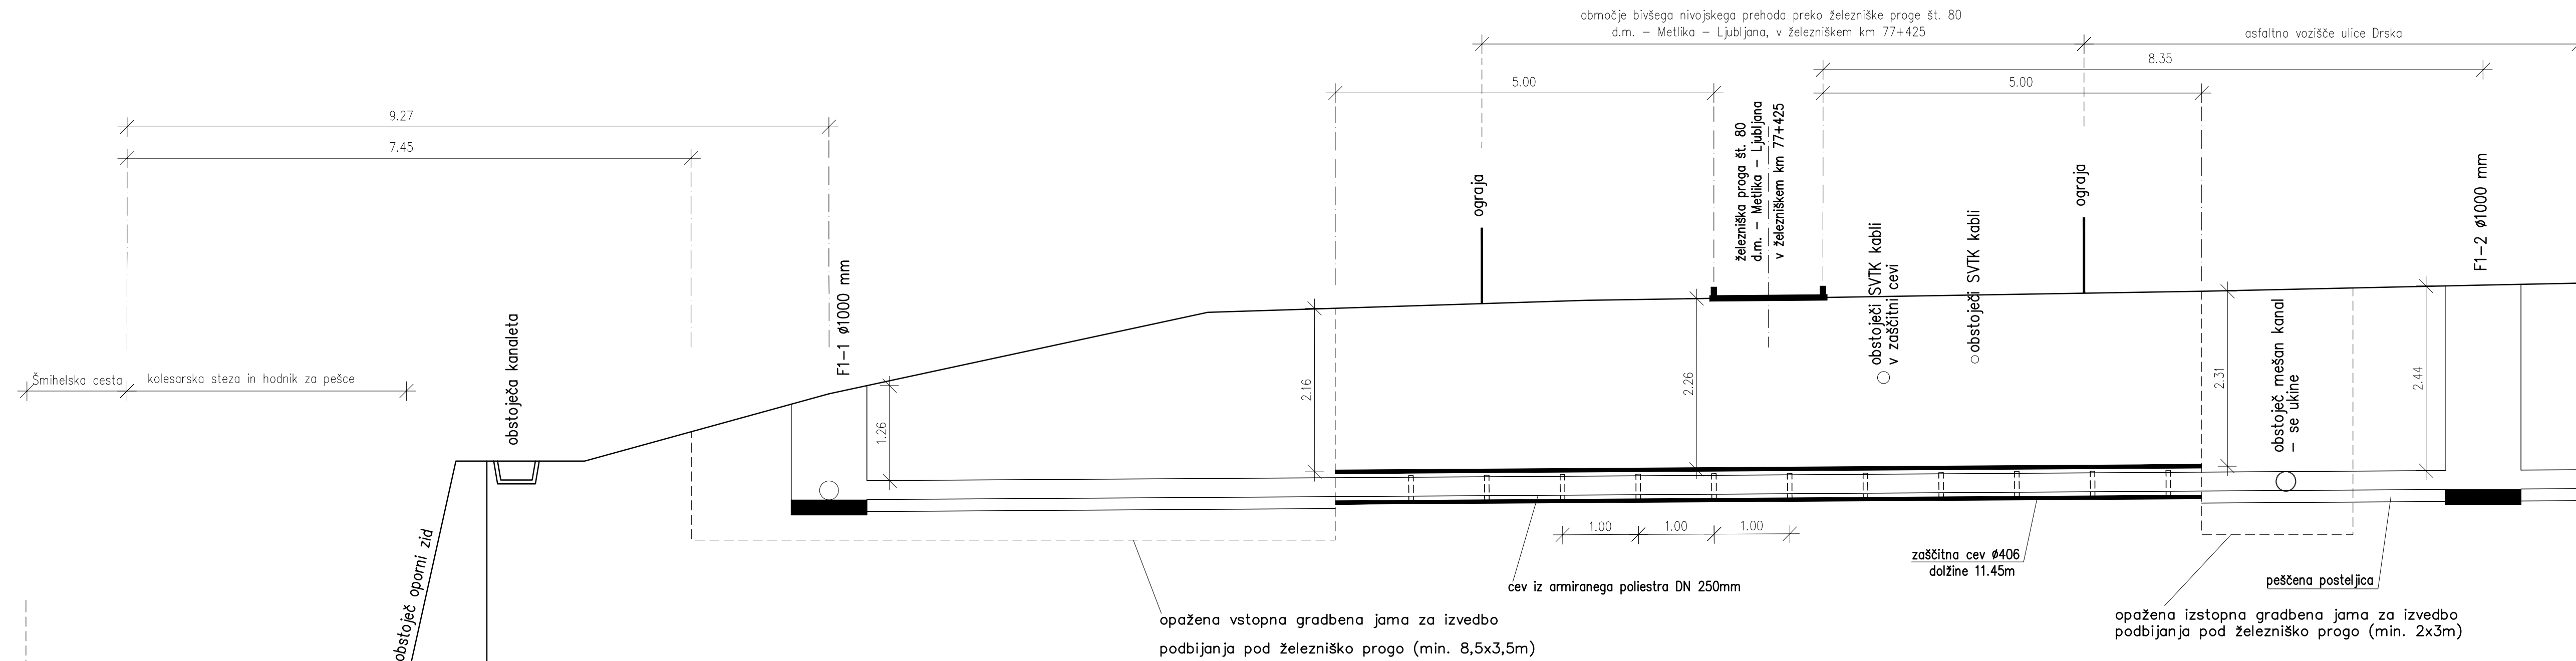 območje bivšega nivojskega prehoda preko železniške proge št. 80
d.m. – Metlika – Ljubljana, v železniškem km 77+425
asfaltno vozišče ulice Drska
8.35
5.00
5.00
9.27
7.45
železniška proga št. 80
d.m. – Metlika – Ljubljana
v železniškem km 77+425
ograja
ograja
F1-2 ø1000 mm
F1-1 ø1000 mm
obstoječi SVTK kabli
v zaščitni cevi
obstoječi SVTK kabli
obstoječ mešan kanal
– se ukine
obstoječa kanaleta
Šmihelska cesta
kolesarska steza in hodnik za pešce
1.26
2.16
2.26
2.31
2.44
obstoječ oporni zid
1.00
1.00
1.00
cev iz armiranega poliestra DN 250mm
zaščitna cev ø406
dolžine 11.45m
peščena posteljica
opažena vstopna gradbena jama za izvedbo
podbijanja pod železniško progo (min. 8,5x3,5m)
opažena izstopna gradbena jama za izvedbo
podbijanja pod železniško progo (min. 2x3m)